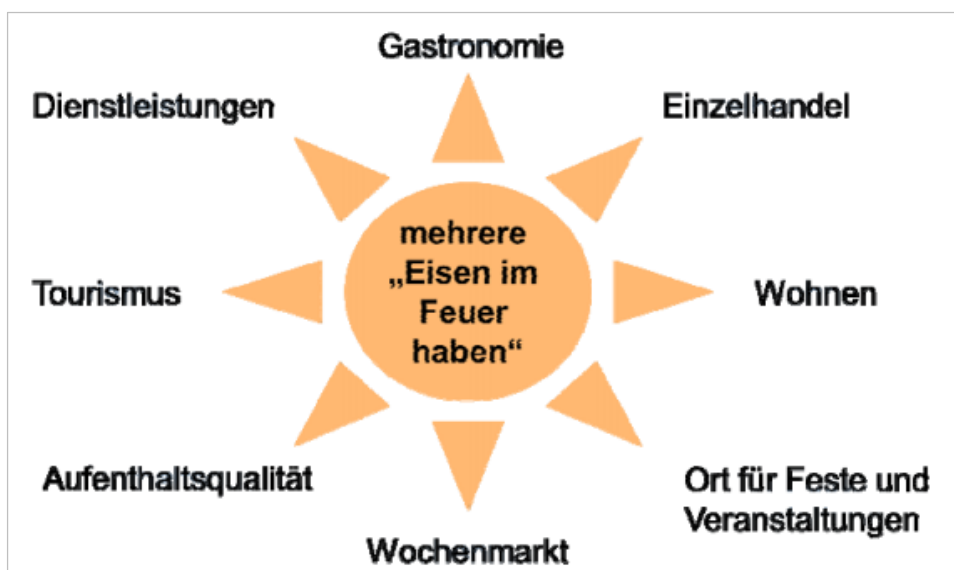 Gastronomie
Dienstleistungen
Einzelhandel
mehrere
„Eisen im
Feuer
haben“
Tourismus
Wohnen
Aufenthaltsqualität
Ort für Feste und
Veranstaltungen
Wochenmarkt